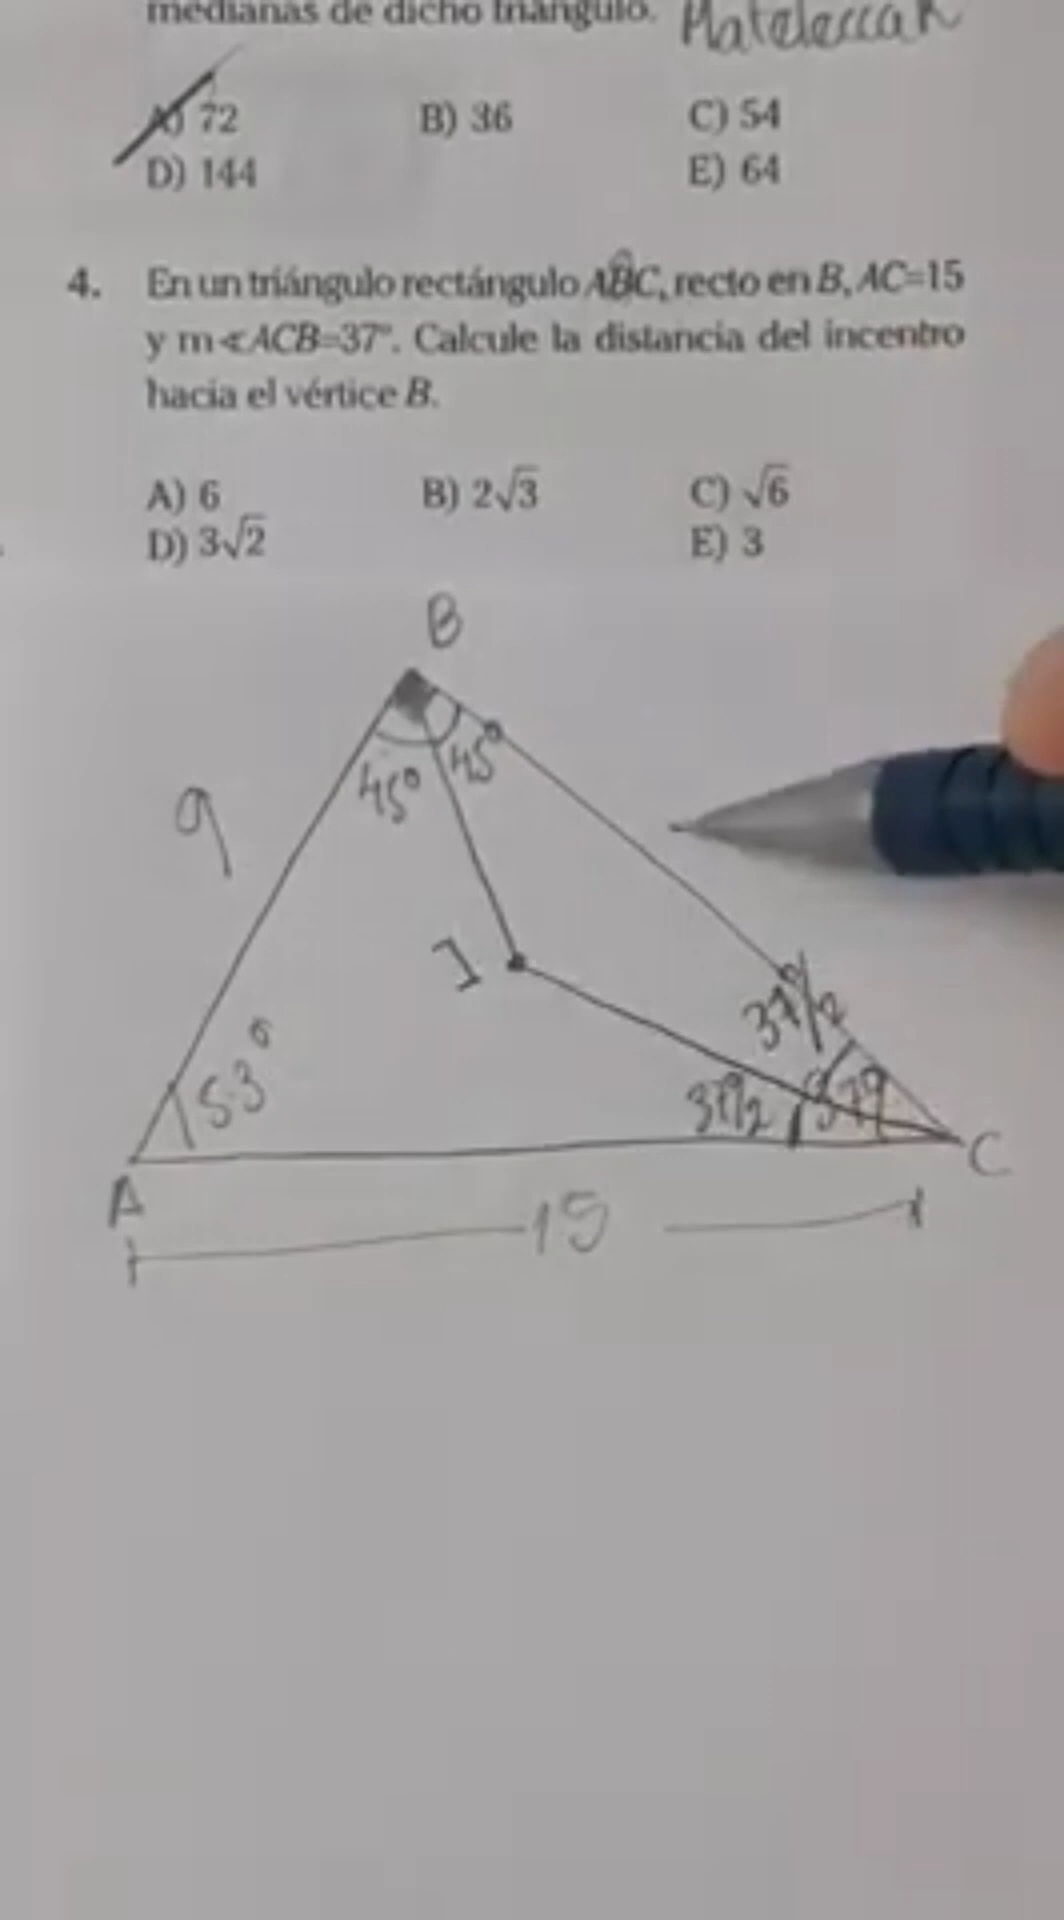 medianas de dicho triángulo.
A) 72 B) 36 C) 54
D) 144 E) 64
4. En un triángulo rectángulo ABC, recto en B, AC=15
y m∢ACB=37°. Calcule la distancia del incentro
hacia el vértice B.
A) 6 B) 2√3 C) √6
D) 3√2 E) 3
B
45° 45°
9
I
37/2
53° 37/2 37°
A C
15